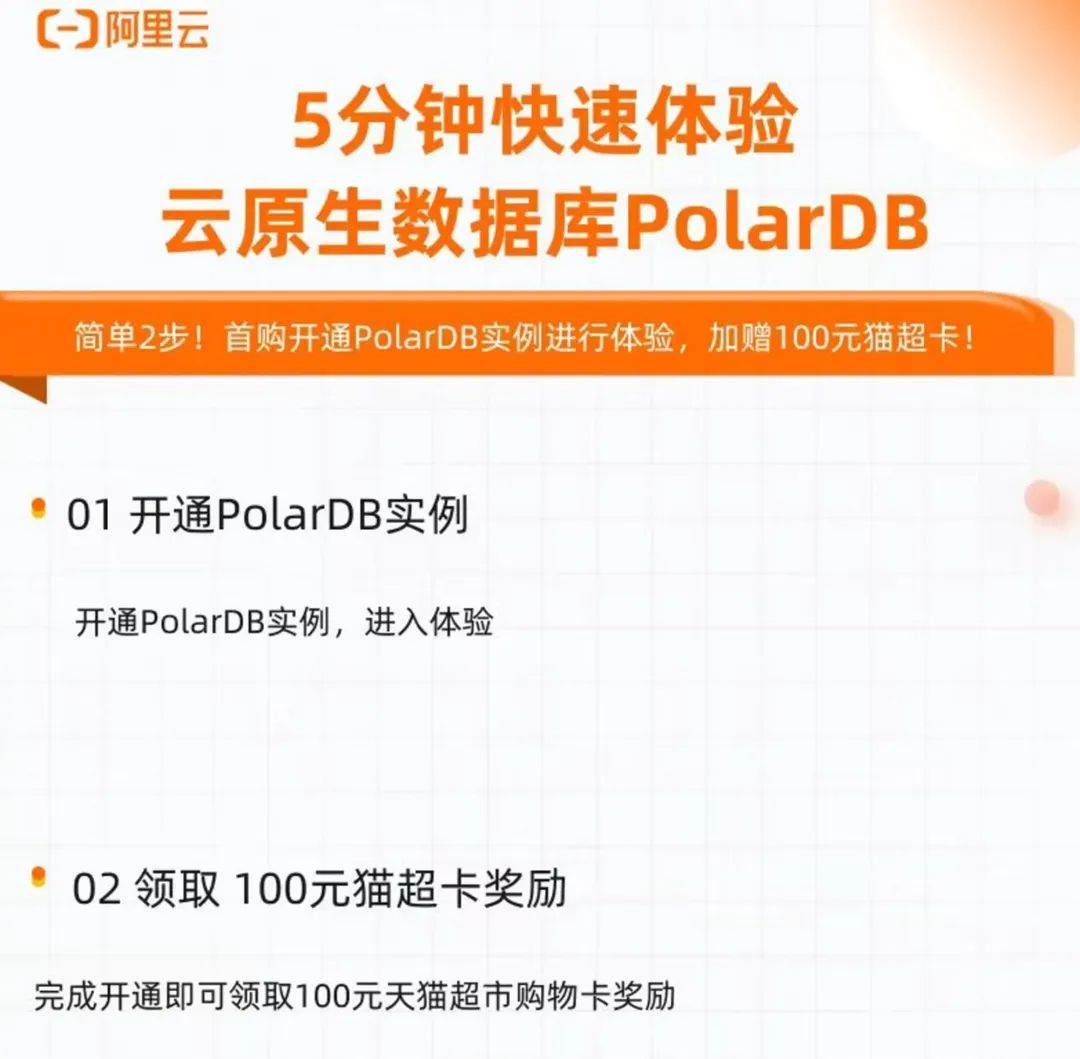 阿里云
5分钟快速体验
云原生数据库PolarDB
简单2步！首购开通PolarDB实例进行体验，加赠100元猫超卡！
01 开通PolarDB实例
开通PolarDB实例，进入体验
02 领取 100元猫超卡奖励
完成开通即可领取100元天猫超市购物卡奖励